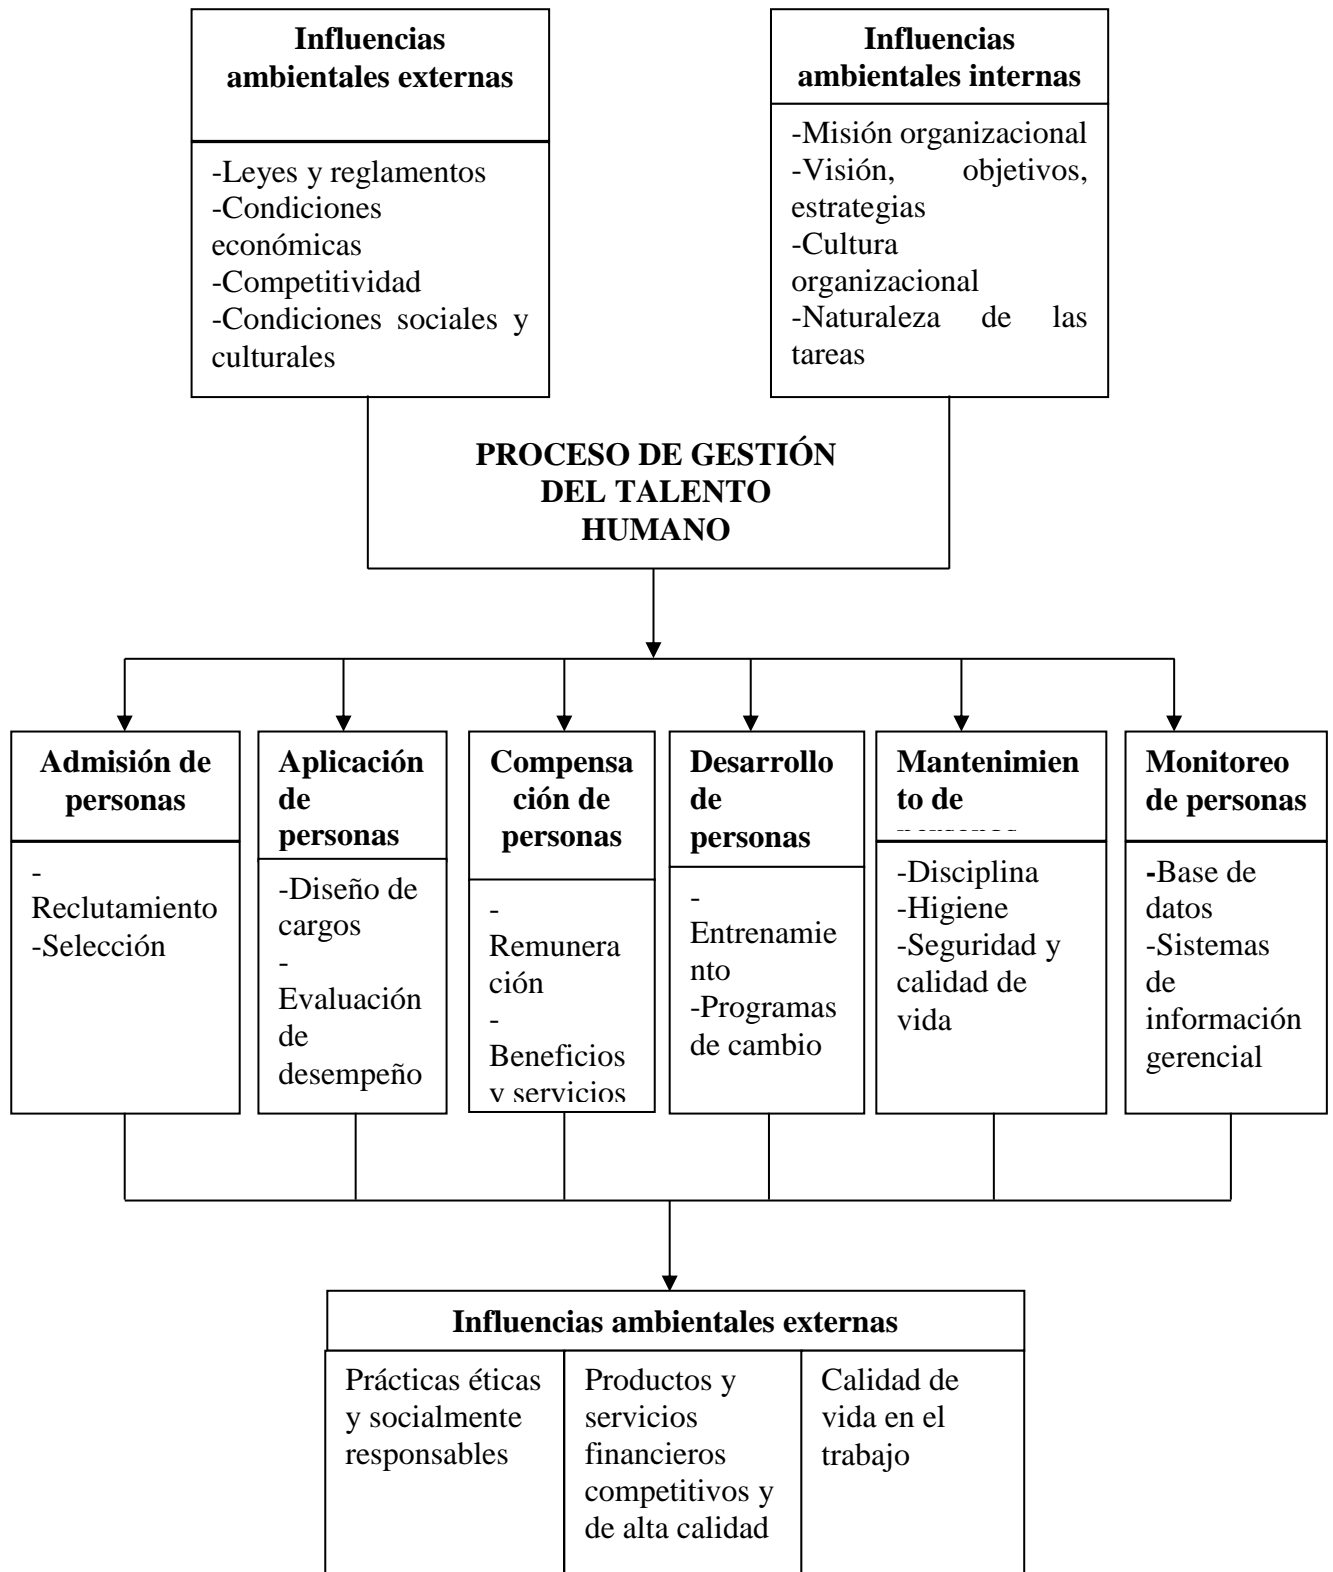 Influencias
ambientales externas
-Leyes y reglamentos
-Condiciones
económicas
-Competitividad
-Condiciones sociales y
culturales
Influencias
ambientales internas
-Misión organizacional
-Visión, objetivos,
estrategias
-Cultura
organizacional
-Naturaleza de las
tareas
PROCESO DE GESTIÓN
DEL TALENTO
HUMANO
Admisión de
personas
-
Reclutamiento
-Selección
Aplicación
de
personas
-Diseño de
cargos
-
Evaluación
de
desempeño
Compensa
ción de
personas
-
Remunera
ción
-
Beneficios
y servicios
Desarrollo
de
personas
-
Entrenamie
nto
-Programas
de cambio
Mantenimien
to de
-Disciplina
-Higiene
-Seguridad y
calidad de
vida
Monitoreo
de personas
-Base de
datos
-Sistemas
de
información
gerencial
Influencias ambientales externas
Prácticas éticas
y socialmente
responsables
Productos y
servicios
financieros
competitivos y
de alta calidad
Calidad de
vida en el
trabajo